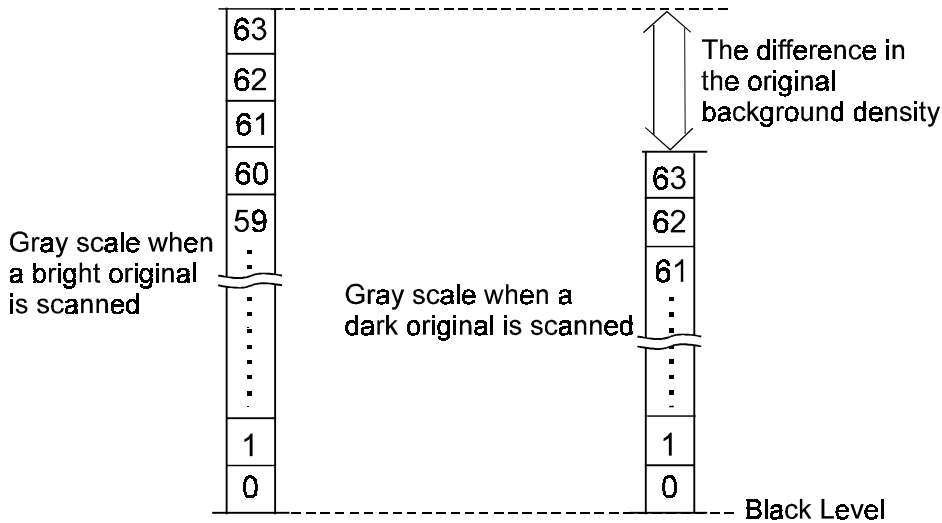 63
62
61
60
59
1
0
Gray scale when
a bright original
is scanned
Gray scale when a
dark original is scanned
The difference in
the original
background density
63
62
61
1
0
Black Level